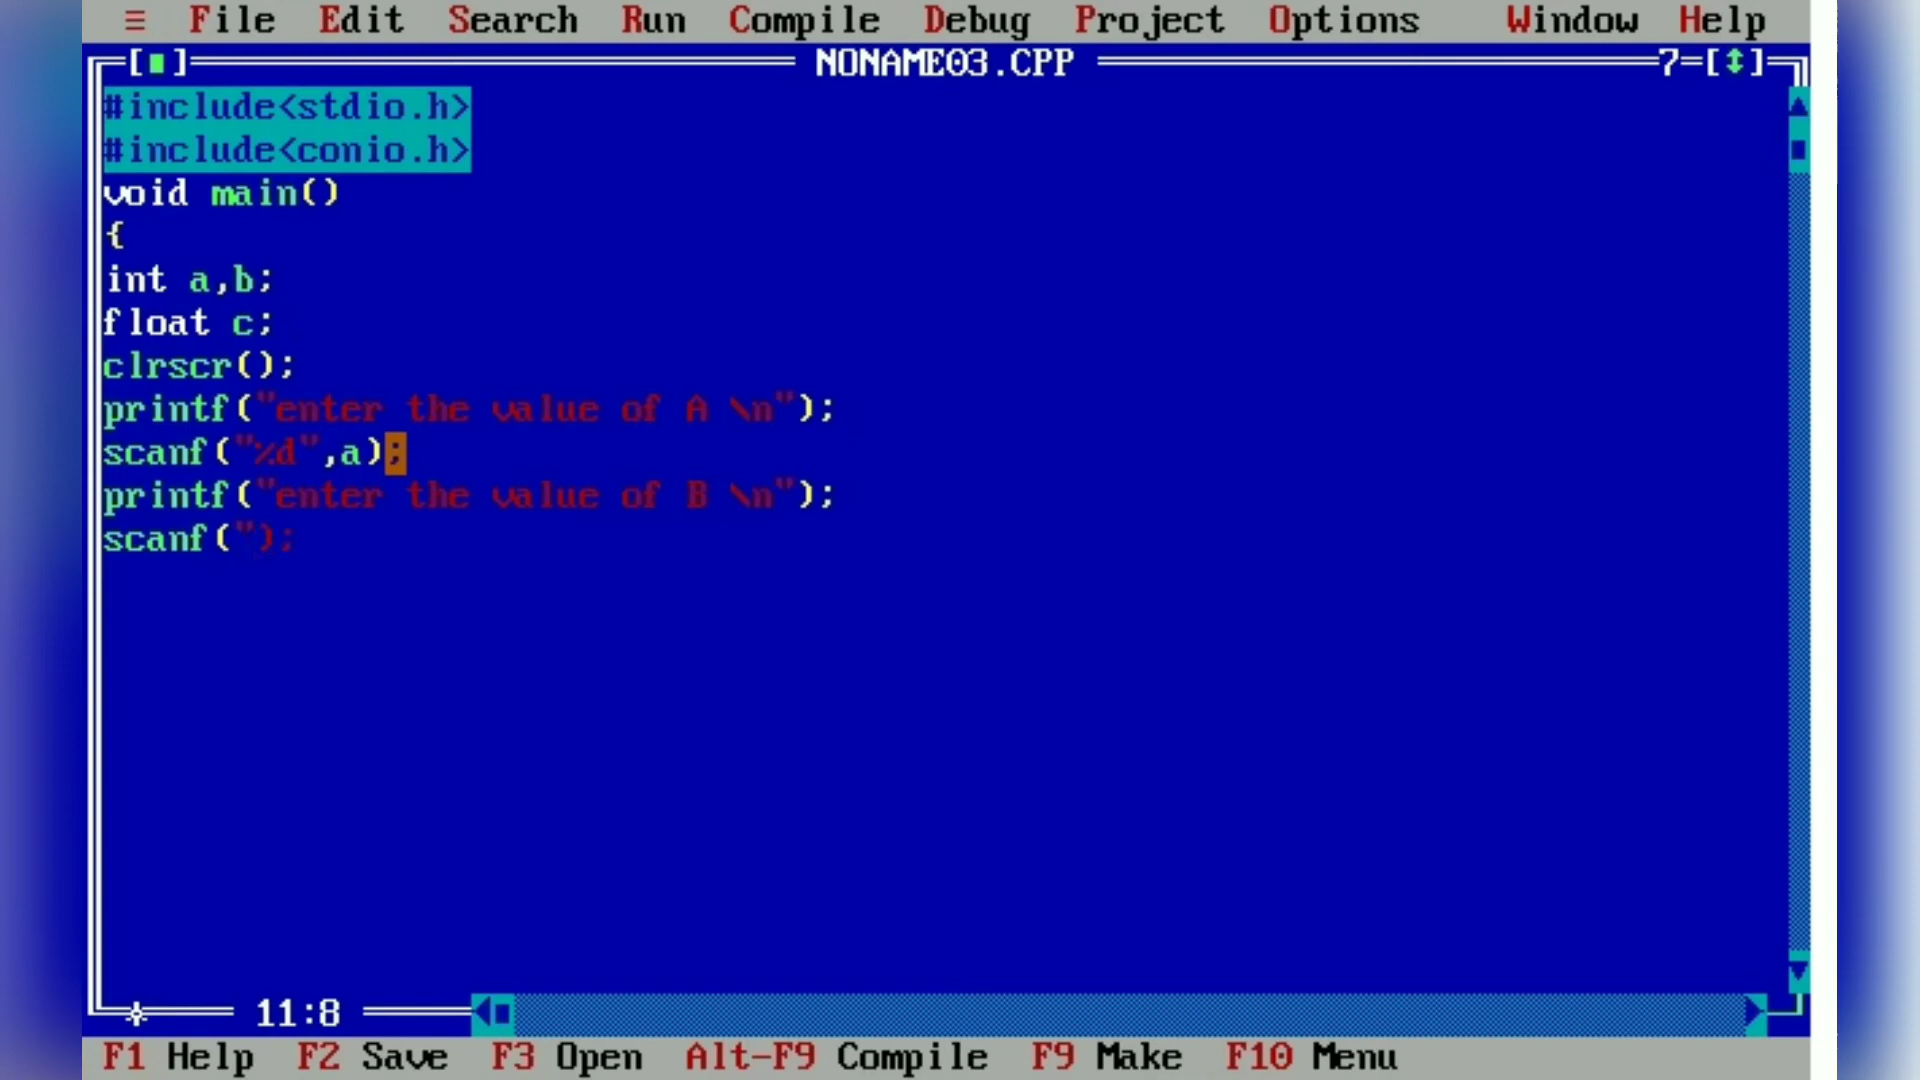 ≡ File Edit Search Run Compile Debug Project Options Window Help
[■] NONAME03.CPP 7=[↕]
#include<stdio.h>
#include<conio.h>
void main()
{
int a,b;
float c;
clrscr();
printf("enter the value of A \n");
scanf("%d",a);
printf("enter the value of B \n");
scanf(");
11:8
F1 Help F2 Save F3 Open Alt-F9 Compile F9 Make F10 Menu